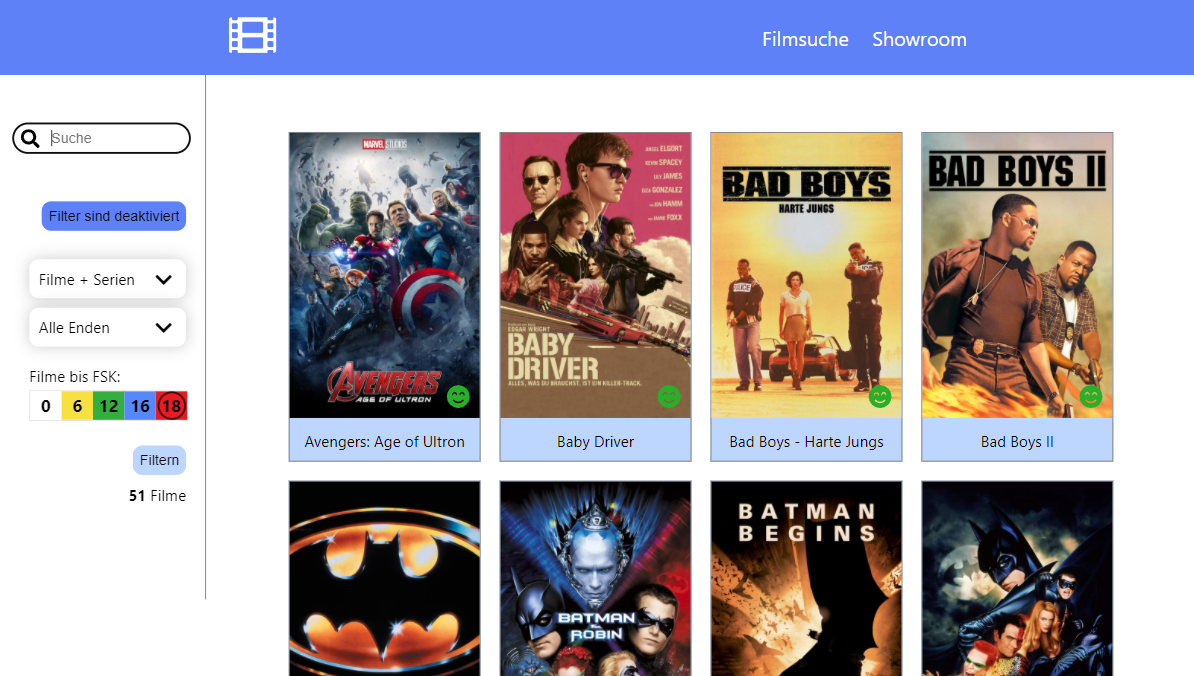 Filmsuche Showroom
Suche
Filter sind deaktiviert
Filme + Serien
Alle Enden
Filme bis FSK:
0 6 12 16 18
Filtern
51 Filme
MARVEL STUDIOS
AVENGERS
AGE OF ULTRON
Avengers: Age of Ultron
ANSEL ELGORT
KEVIN SPACEY
LILY JAMES
EIZA GONZALEZ
JON HAMM
JAMIE FOXX
EDGAR WRIGHT
BABY
DRIVER
ALLES, WAS DU BRAUCHST, IST EIN KILLER-TRACK.
Baby Driver
BAD BOYS
HARTE JUNGS
POLICE
Bad Boys - Harte Jungs
BAD BOYS II
Bad Boys II
BATMAN
ROBIN
BATMAN
BEGINS